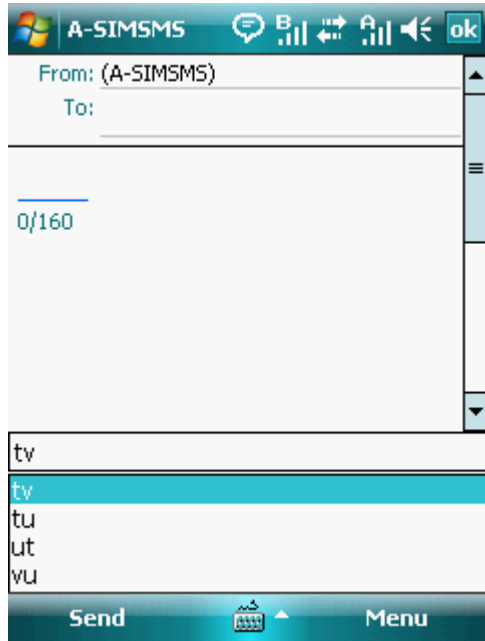 A-SIMSMS B A ok
From: (A-SIMSMS)
To:
0/160
tv
tv
tu
ut
vu
Send Menu